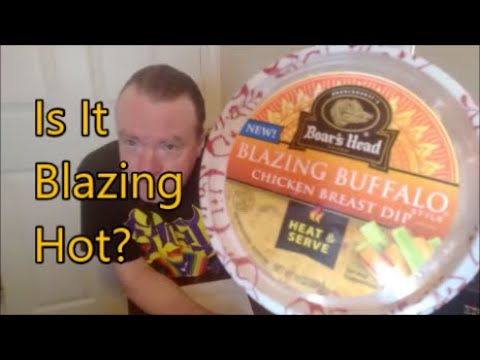 Is It
Blazing
Hot?
NEW!
Boar's Head
BLAZING BUFFALO
STYLE
CHICKEN BREAST DIP
HEAT &
SERVE